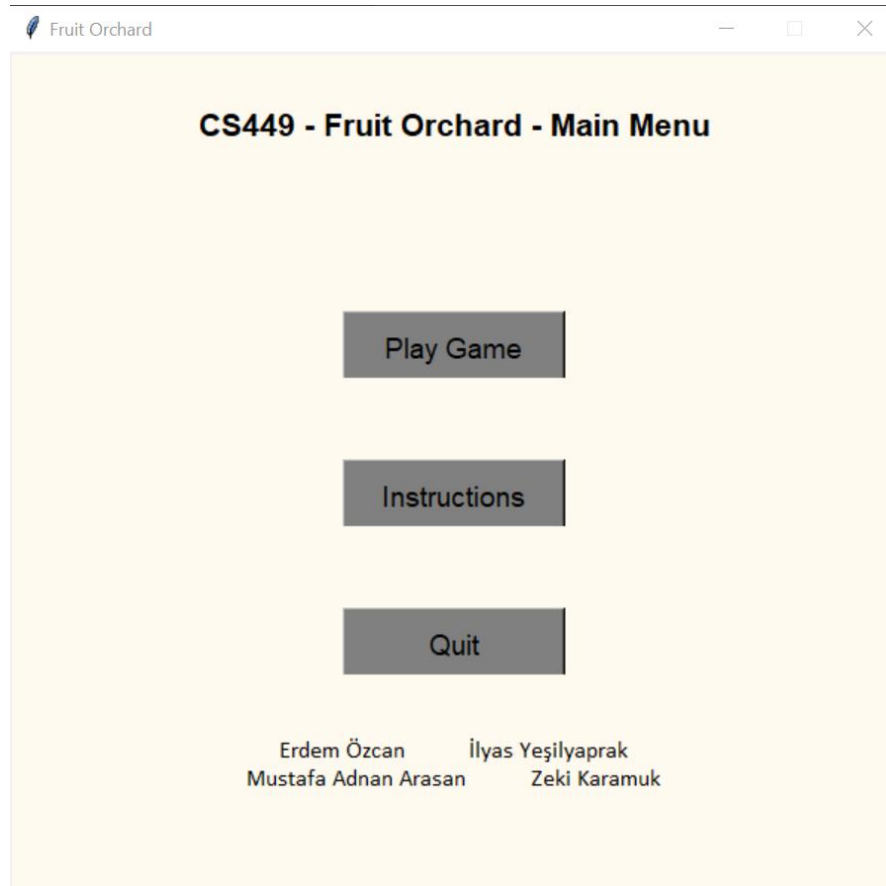 Fruit Orchard
CS449 - Fruit Orchard - Main Menu
Play Game
Instructions
Quit
Erdem Özcan İlyas Yeşilyaprak
Mustafa Adnan Arasan Zeki Karamuk